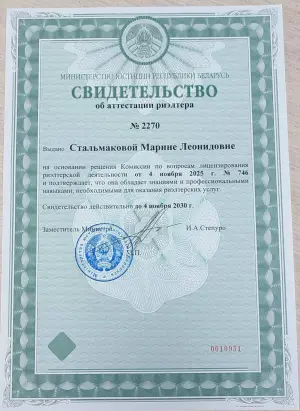 МИНИСТЕРСТВО ЮСТИЦИИ РЕСПУБЛИКИ БЕЛАРУСЬ
СВИДЕТЕЛЬСТВО
об аттестации риэлтера
№ 2270
Выдано Стальмаковой Марине Леонидовне
на основании решения Комиссии по вопросам лицензирования
риэлтерской деятельности от 4 ноября 2025 г. № 746
и подтверждает, что она обладает знаниями и профессиональными
навыками, необходимыми для оказания риэлтерских услуг.
Свидетельство действительно до 4 ноября 2030 г.
Заместитель Министра И.А.Степуро
М.П.
0010951